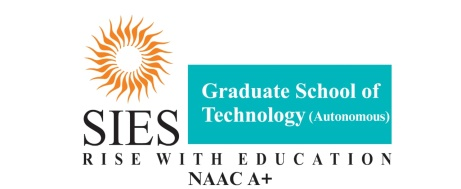 SIES
Graduate School of
Technology (Autonomous)
RISE WITH EDUCATION
NAAC A+